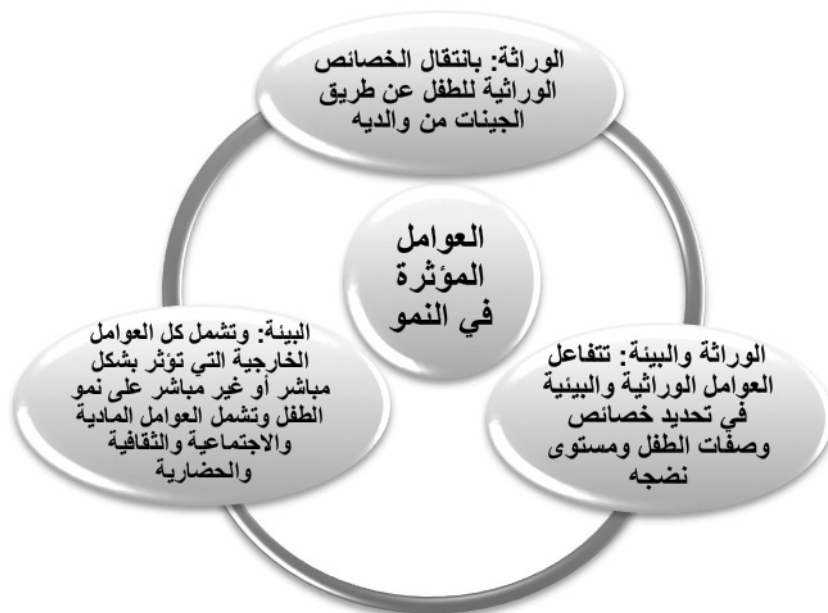 الوراثة: بانتقال الخصائص
الوراثية للطفل عن طريق
الجينات من والديه
العوامل
المؤثرة
في النمو
الوراثة والبيئة: تتفاعل
العوامل الوراثية والبيئية
في تحديد خصائص
وصفات الطفل ومستوى
نضجه
البيئة: وتشمل كل العوامل
الخارجية التي تؤثر بشكل
مباشر أو غير مباشر على نمو
الطفل وتشمل العوامل المادية
والاجتماعية والثقافية
والحضارية